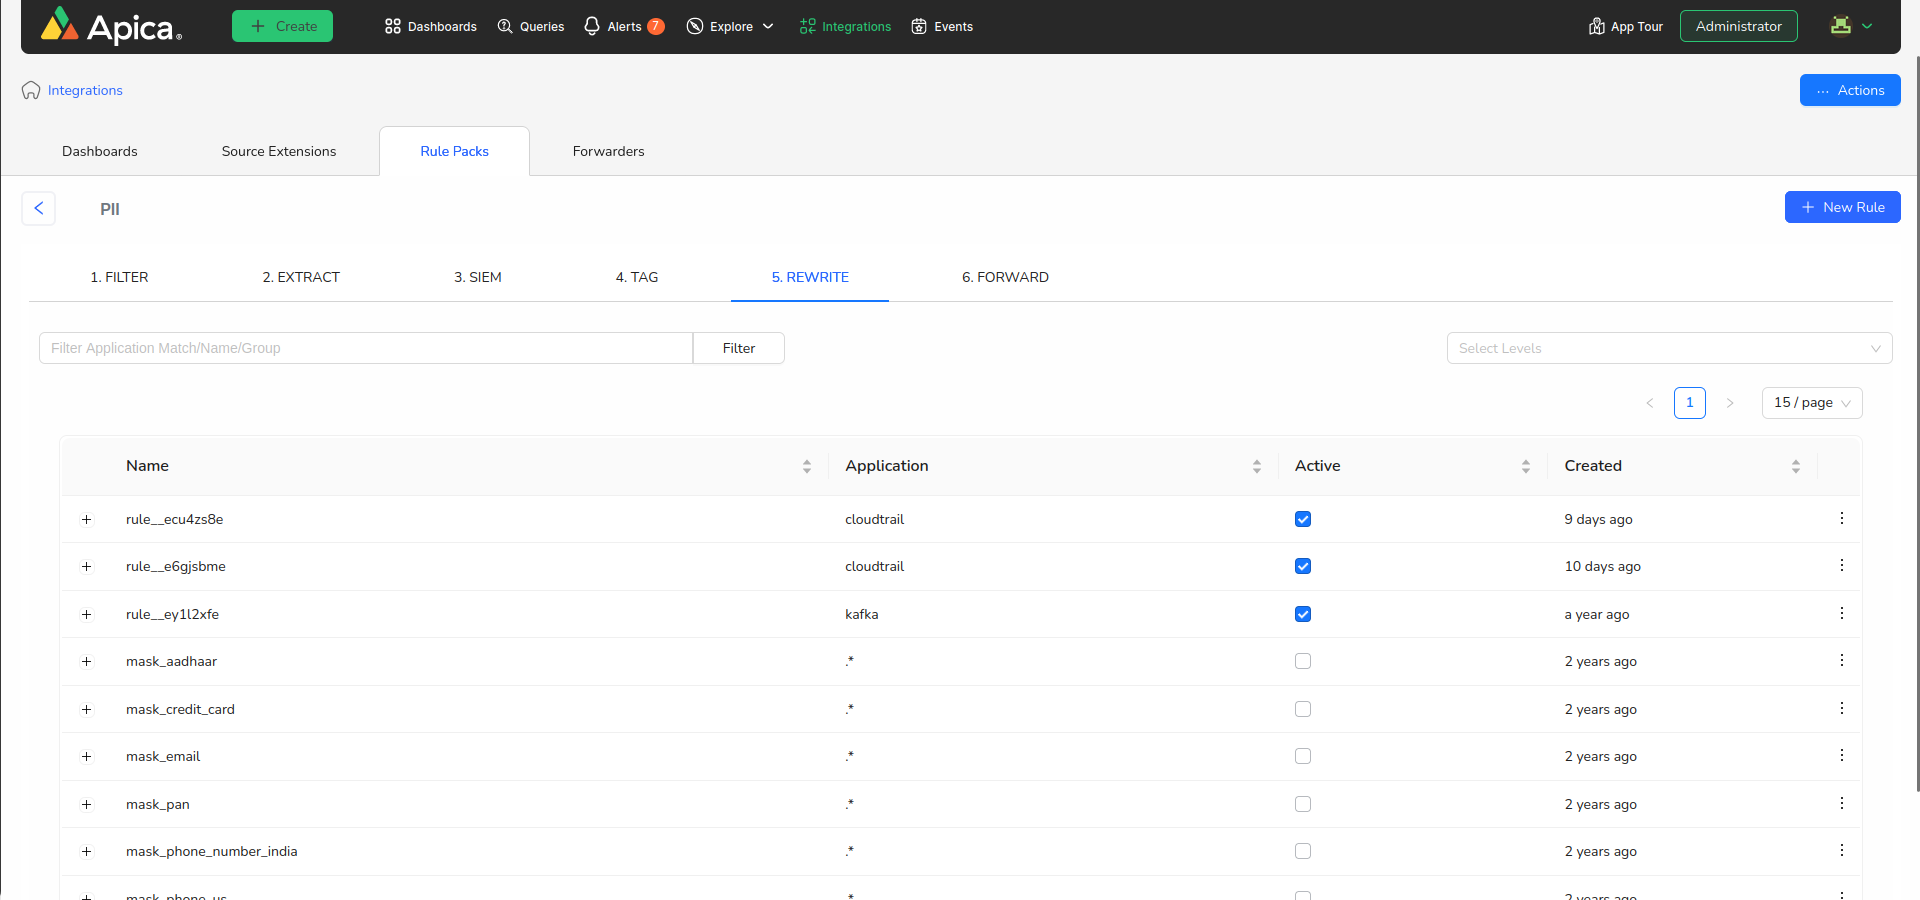 Apica
Create
Dashboards
Queries
Alerts 7
Explore
Integrations
Events
App Tour
Administrator
Integrations
··· Actions
Dashboards
Source Extensions
Rule Packs
Forwarders
PII
+ New Rule
1. FILTER
2. EXTRACT
3. SIEM
4. TAG
5. REWRITE
6. FORWARD
Filter Application Match/Name/Group
Filter
Select Levels
< 1 >
15 / page
Name Application Active Created
+ rule__ecu4zs8e cloudtrail 9 days ago
+ rule__e6gjsbme cloudtrail 10 days ago
+ rule__ey1l2xfe kafka a year ago
+ mask_aadhaar .* 2 years ago
+ mask_credit_card .* 2 years ago
+ mask_email .* 2 years ago
+ mask_pan .* 2 years ago
+ mask_phone_number_india .* 2 years ago
+ mask_phone_us .* 2 years ago